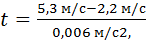 t = 5,3 м/с−2,2 м/с / 0,006 м/с2,